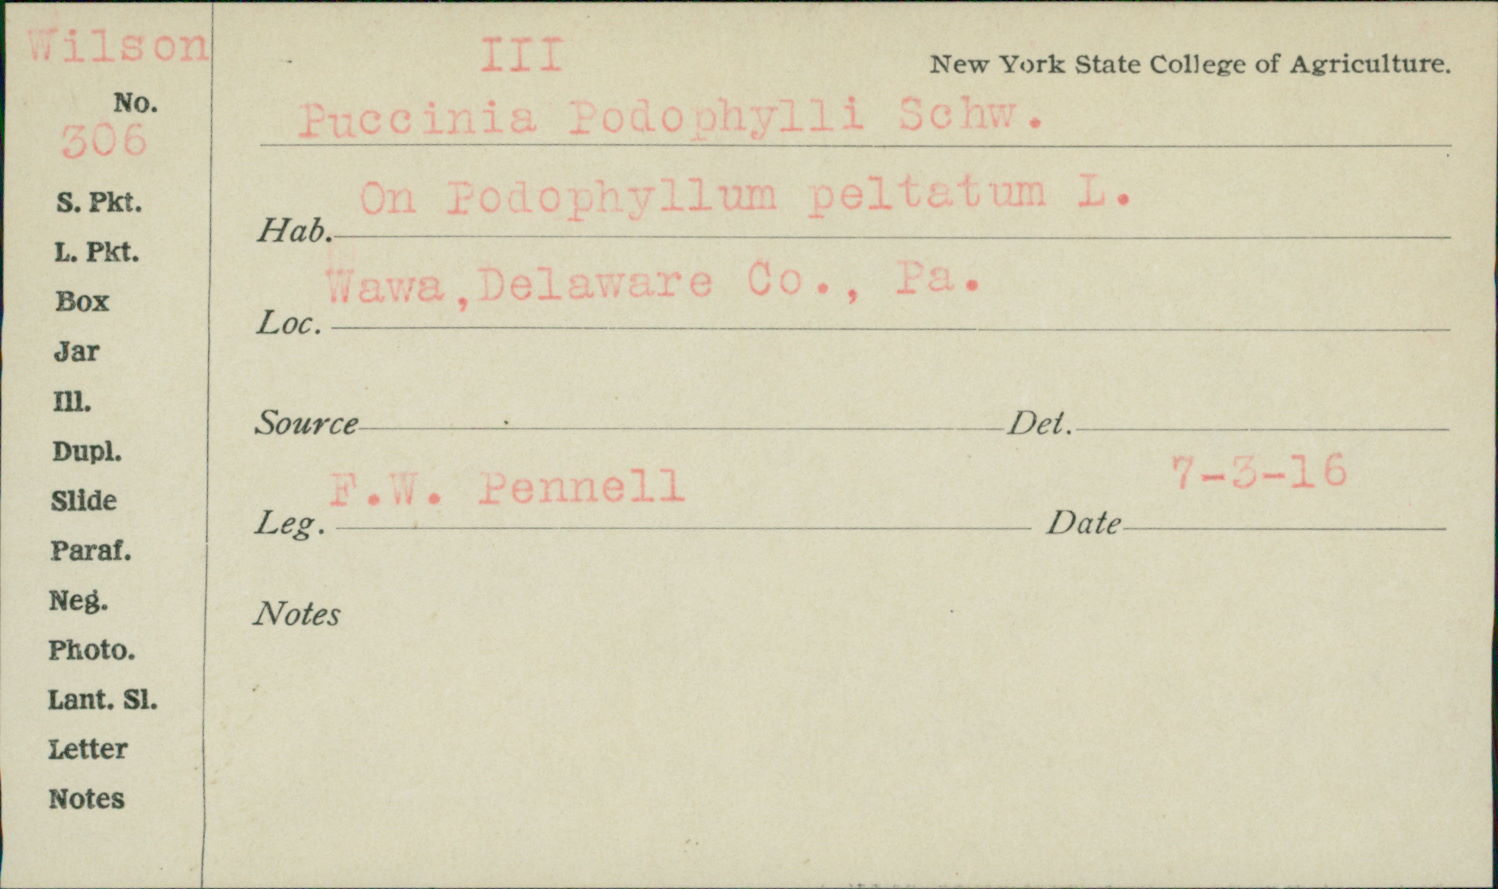 Wilson
III
New York State College of Agriculture.
No.
306
Puccinia Podophylli Schw.
S. Pkt.
On Podophyllum peltatum L.
Hab.
L. Pkt.
Wawa, Delaware Co., Pa.
Box
Loc.
Jar
Ill.
Source Det.
Dupl.
F.W. Pennell 7-3-16
Slide
Leg. Date
Paraf.
Neg.
Notes
Photo.
Lant. Sl.
Letter
Notes